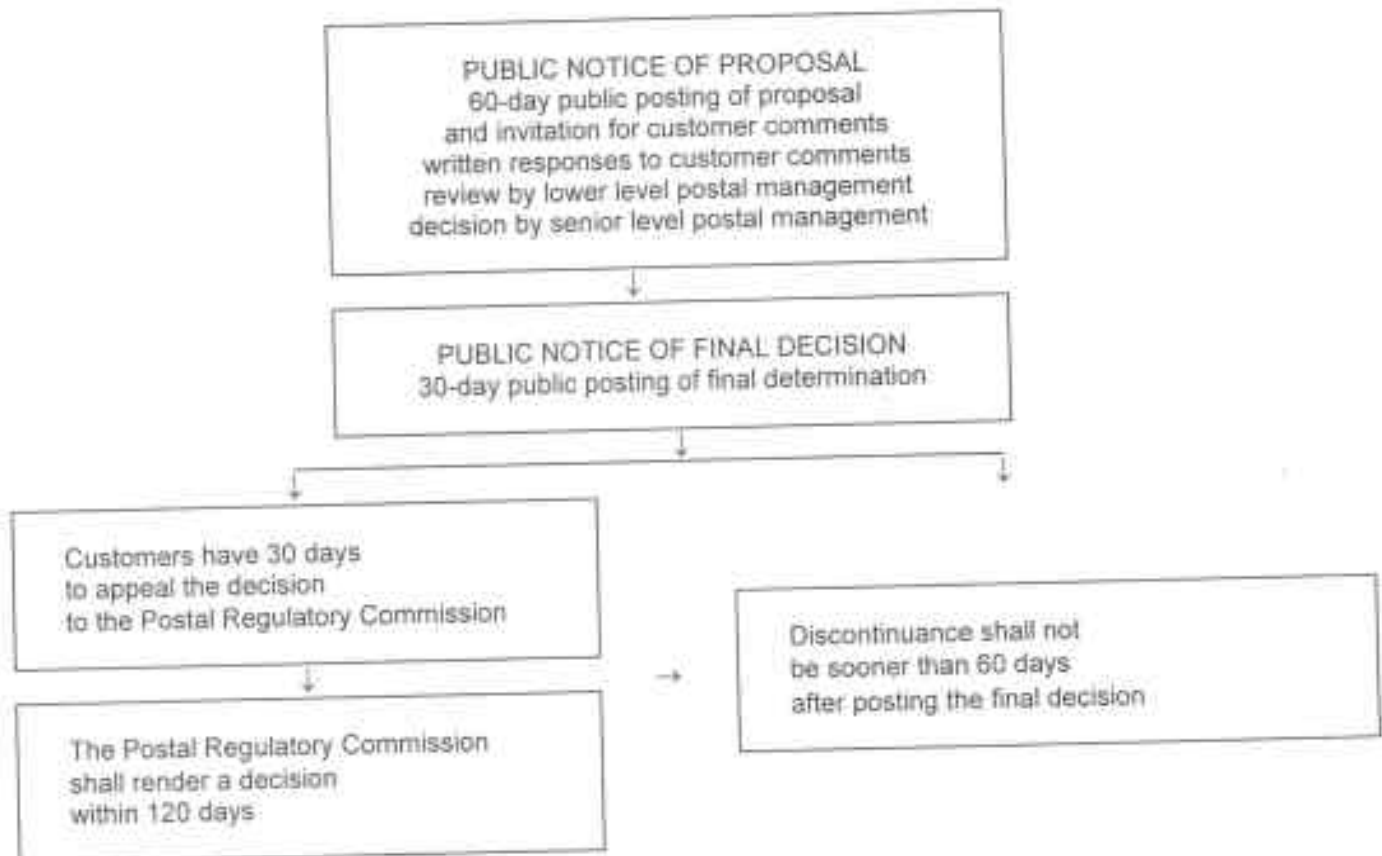 PUBLIC NOTICE OF PROPOSAL
60-day public posting of proposal
and invitation for customer comments
written responses to customer comments
review by lower level postal management
decision by senior level postal management
PUBLIC NOTICE OF FINAL DECISION
30-day public posting of final determination
Customers have 30 days
to appeal the decision
to the Postal Regulatory Commission
The Postal Regulatory Commission
shall render a decision
within 120 days
Discontinuance shall not
be sooner than 60 days
after posting the final decision